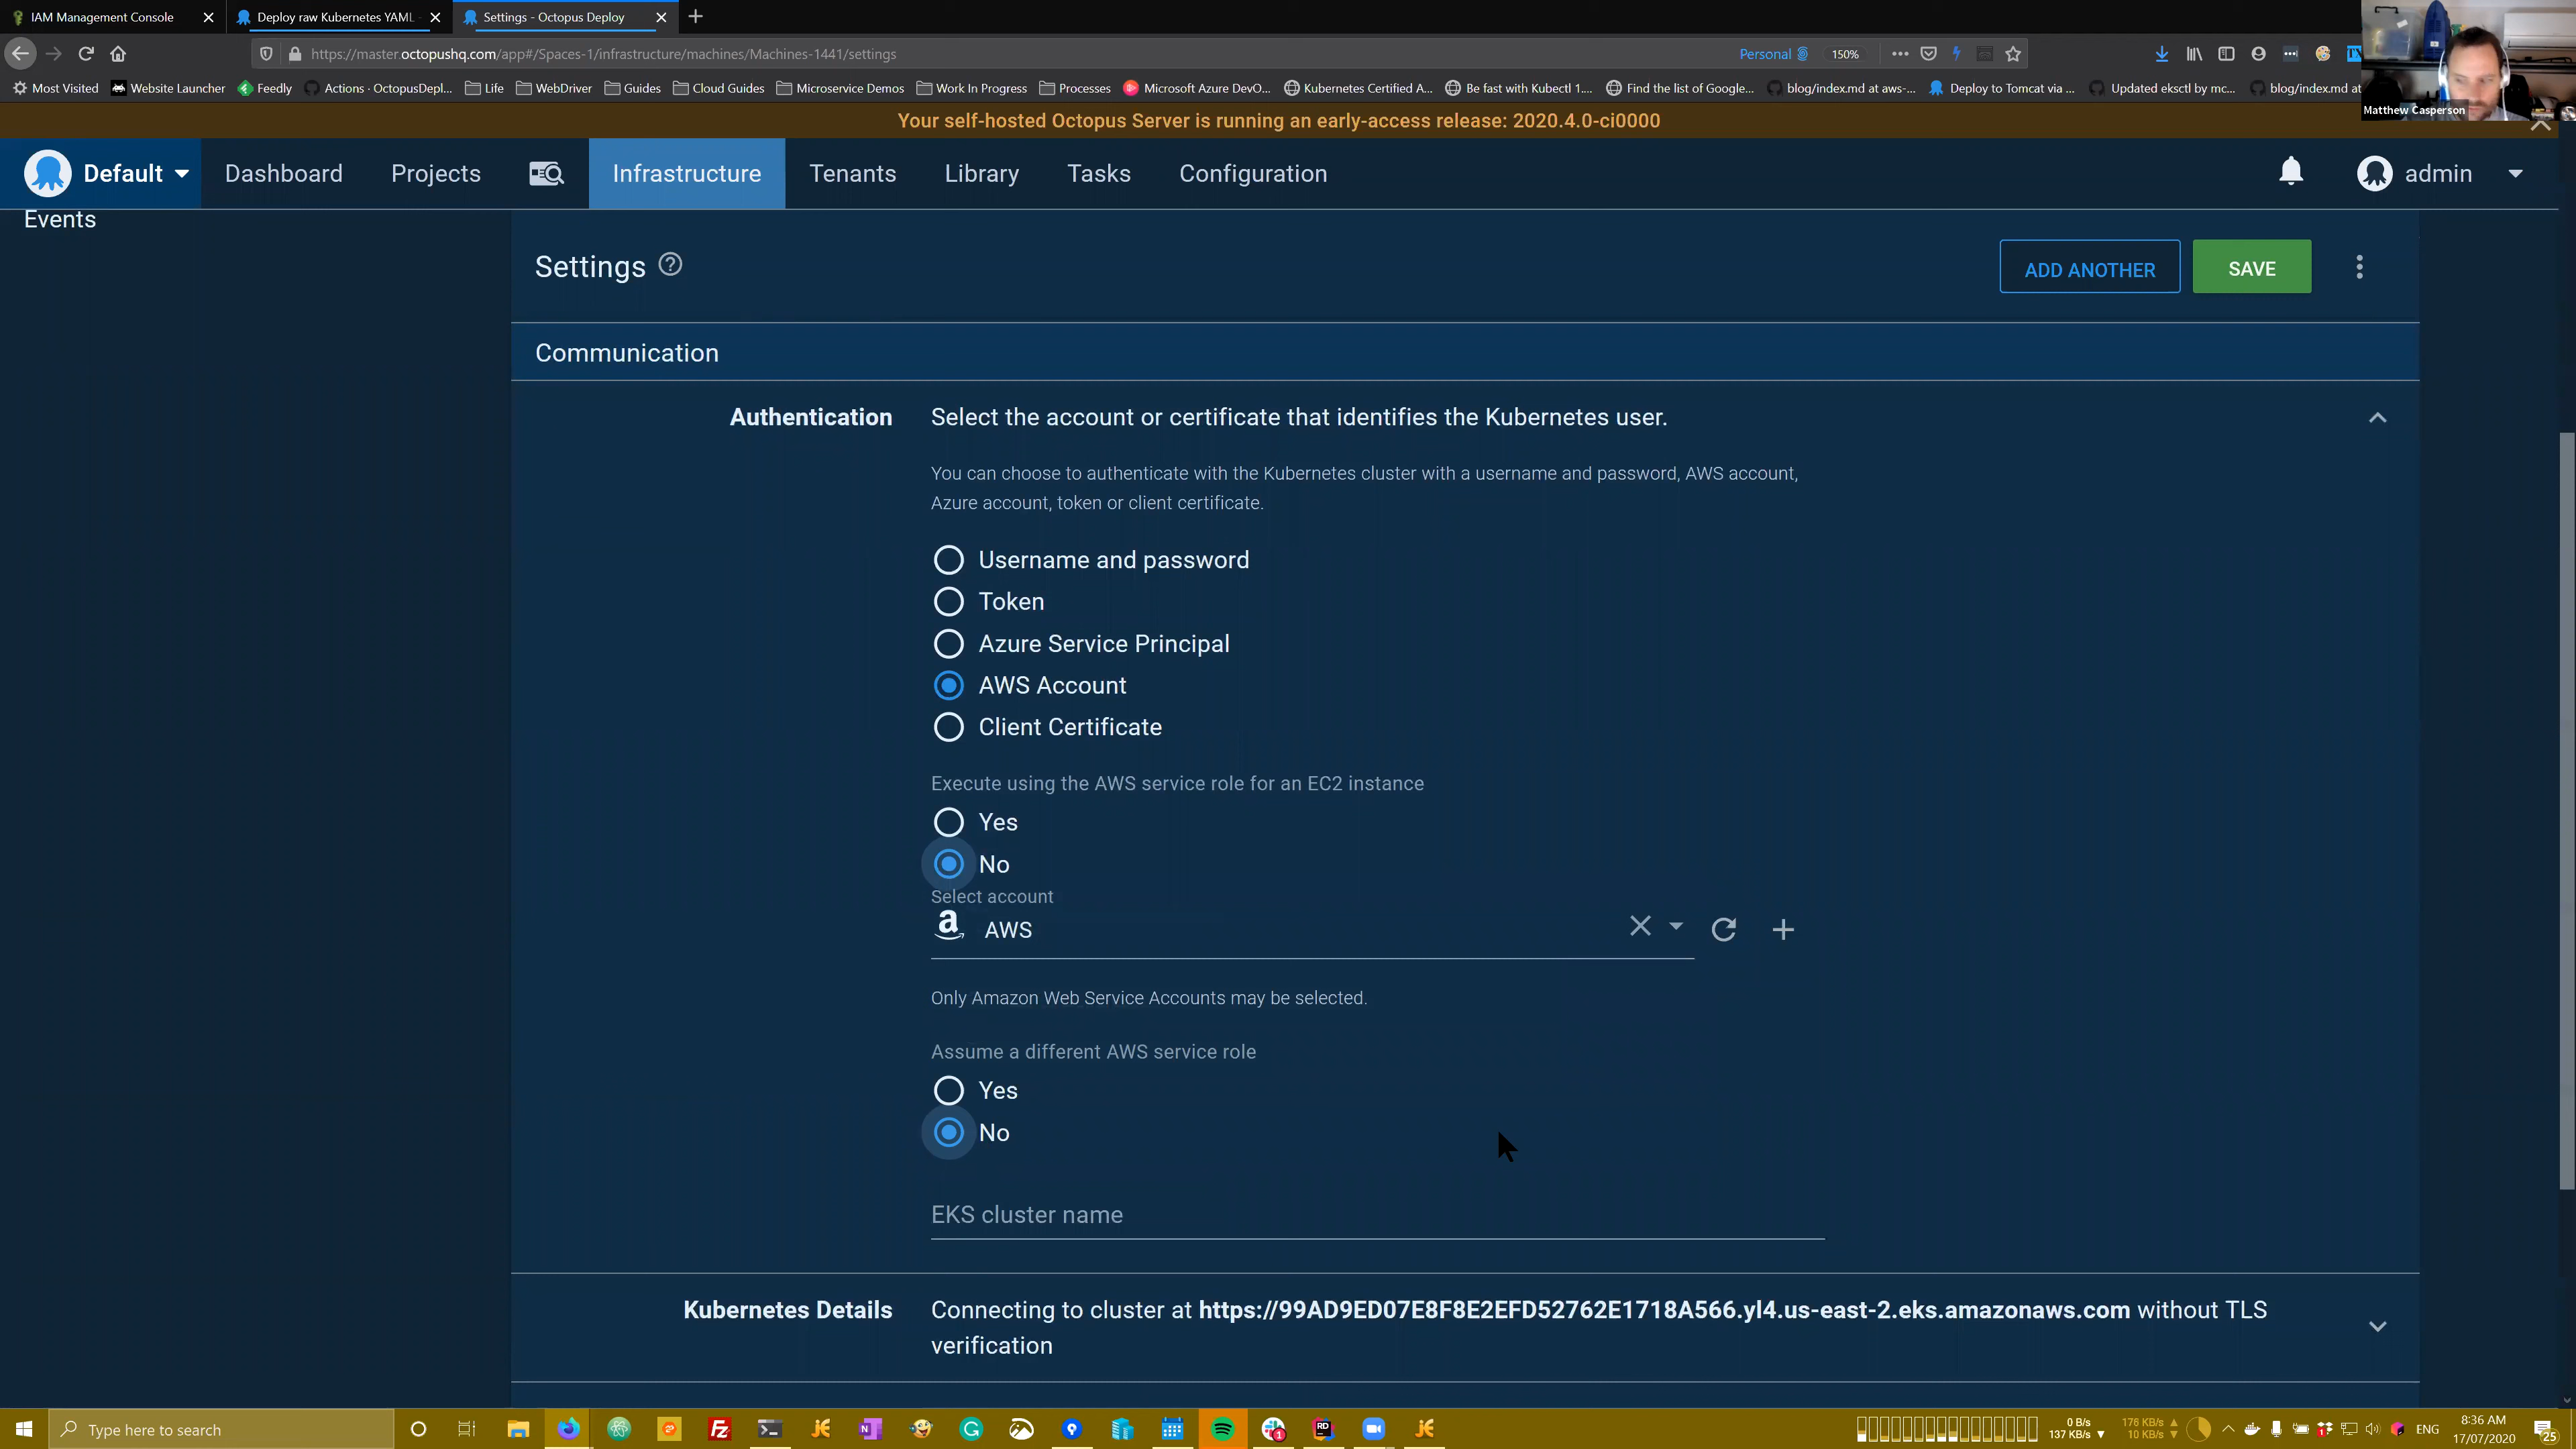 IAM Management Console
Deploy raw Kubernetes YAML -
Settings - Octopus Deploy
https://master.octopushq.com/app#/Spaces-1/infrastructure/machines/Machines-1441/settings
Personal
150%
Most Visited
Website Launcher
Feedly
Actions · OctopusDepl...
Life
WebDriver
Guides
Cloud Guides
Microservice Demos
Work In Progress
Processes
Microsoft Azure DevO...
Kubernetes Certified A...
Be fast with Kubectl 1....
Find the list of Google...
blog/index.md at aws-...
Deploy to Tomcat via ...
Updated eksctl by mc...
blog/index.md at
Matthew Casperson
Your self-hosted Octopus Server is running an early-access release: 2020.4.0-ci0000
Default
Dashboard
Projects
Infrastructure
Tenants
Library
Tasks
Configuration
admin
Events
Settings
ADD ANOTHER
SAVE
Communication
Authentication
Select the account or certificate that identifies the Kubernetes user.
You can choose to authenticate with the Kubernetes cluster with a username and password, AWS account,
Azure account, token or client certificate.
Username and password
Token
Azure Service Principal
AWS Account
Client Certificate
Execute using the AWS service role for an EC2 instance
Yes
No
Select account
AWS
Only Amazon Web Service Accounts may be selected.
Assume a different AWS service role
Yes
No
EKS cluster name
Kubernetes Details
Connecting to cluster at https://99AD9ED07E8F8E2EFD52762E1718A566.yl4.us-east-2.eks.amazonaws.com without TLS
verification
Type here to search
0 B/s
137 KB/s
176 KB/s
10 KB/s
ENG
8:36 AM
17/07/2020
25